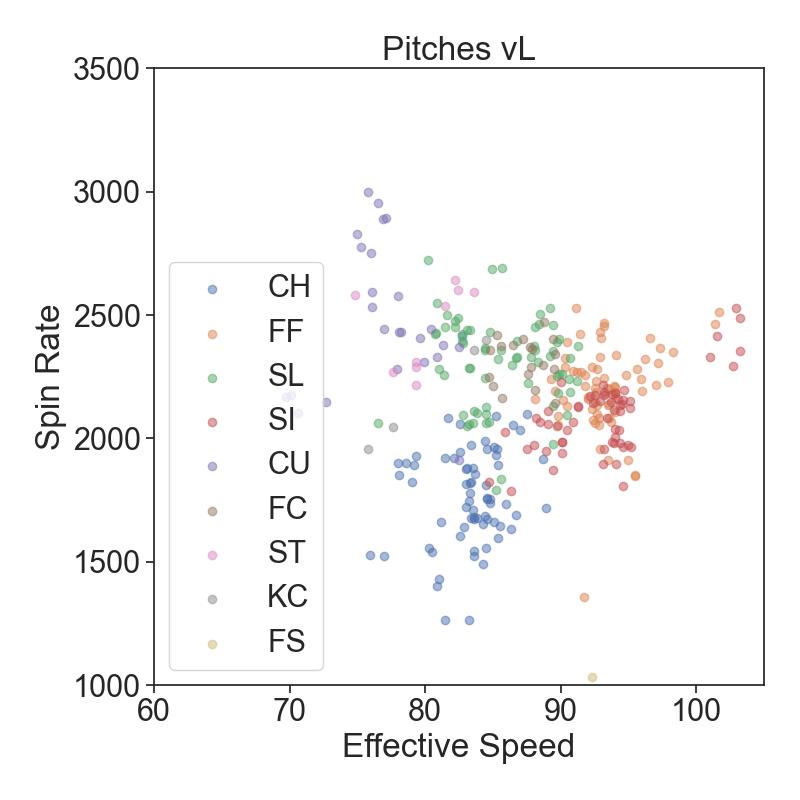 Pitches vL
3500
3000
2500
2000
1500
1000
Spin Rate
CH
FF
SL
SI
CU
FC
ST
KC
FS
60 70 80 90 100
Effective Speed